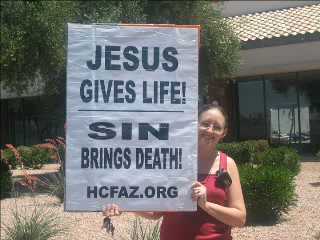 JESUS
GIVES LIFE!
SIN
BRINGS DEATH!
HCFAZ.ORG